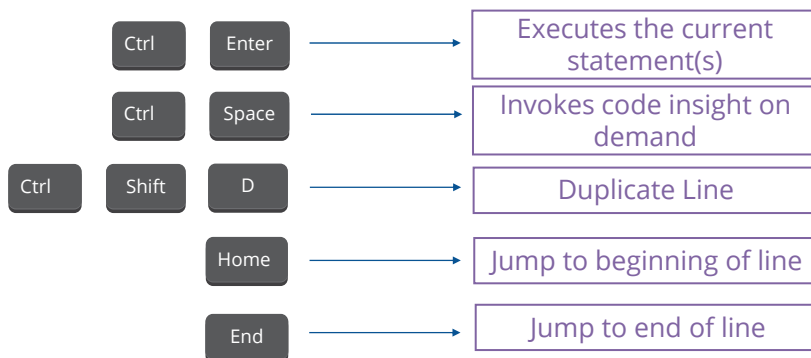 Ctrl Enter Executes the current
statement(s)
Ctrl Space Invokes code insight on
demand
Ctrl Shift D Duplicate Line
Home Jump to beginning of line
End Jump to end of line